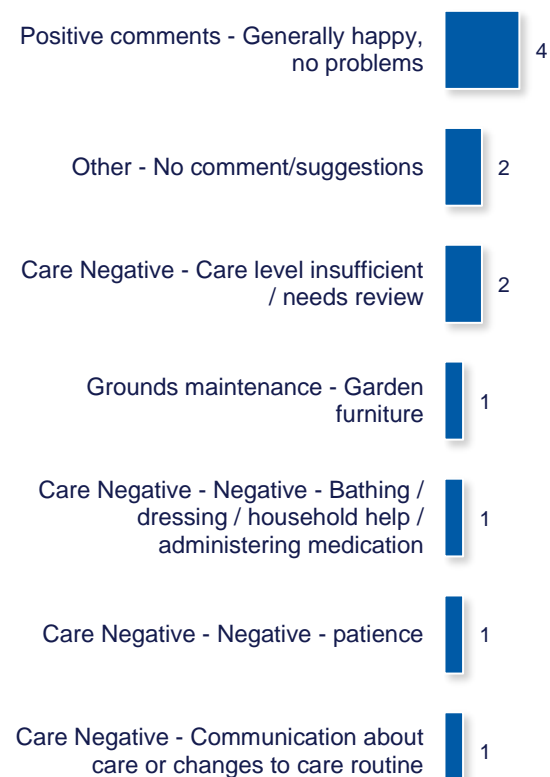 Positive comments - Generally happy,
no problems
4
Other - No comment/suggestions
2
Care Negative - Care level insufficient
/ needs review
2
Grounds maintenance - Garden
furniture
1
Care Negative - Negative - Bathing /
dressing / household help /
administering medication
1
Care Negative - Negative - patience
1
Care Negative - Communication about
care or changes to care routine
1